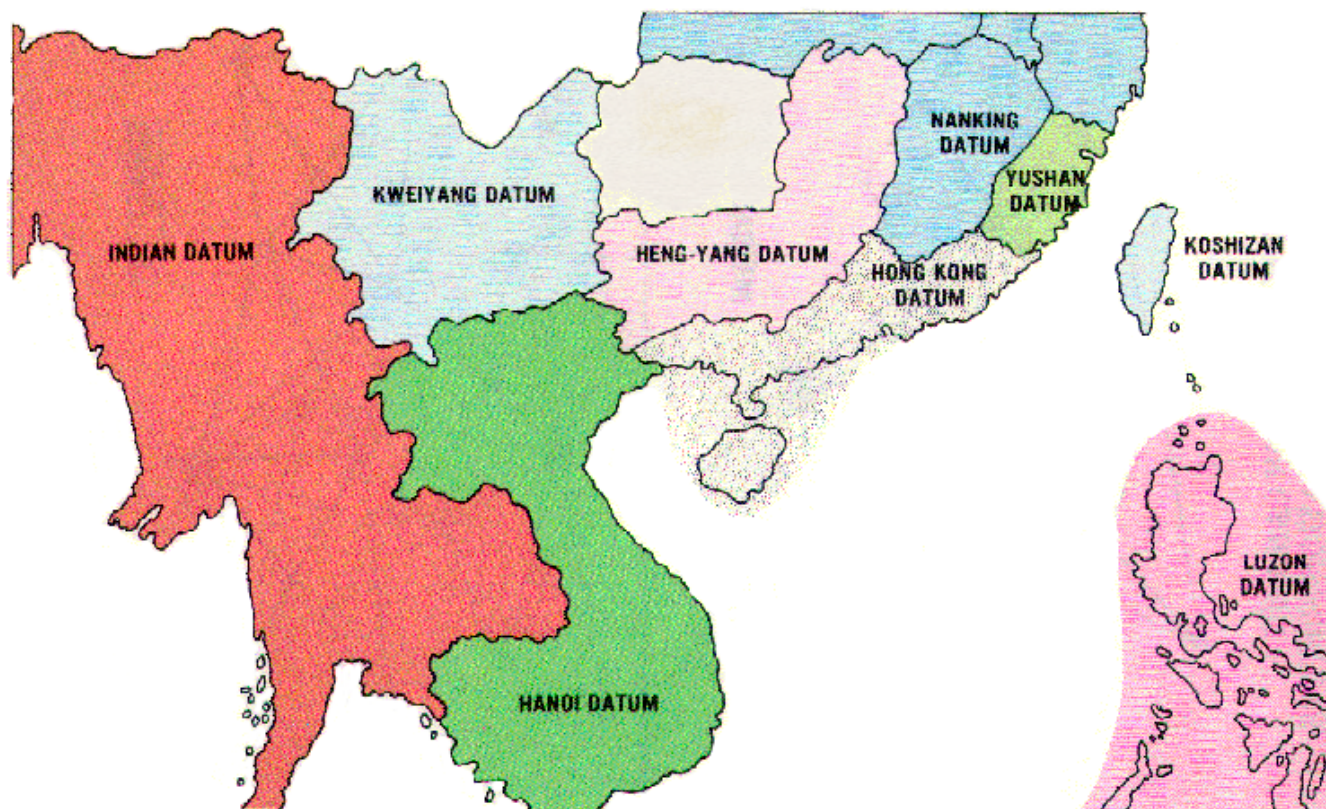 NANKING
DATUM
KWEIYANG DATUM
YUSHAN
DATUM
INDIAN DATUM
HENG-YANG DATUM
HONG KONG
DATUM
KOSHIZAN
DATUM
LUZON
DATUM
HANOI DATUM